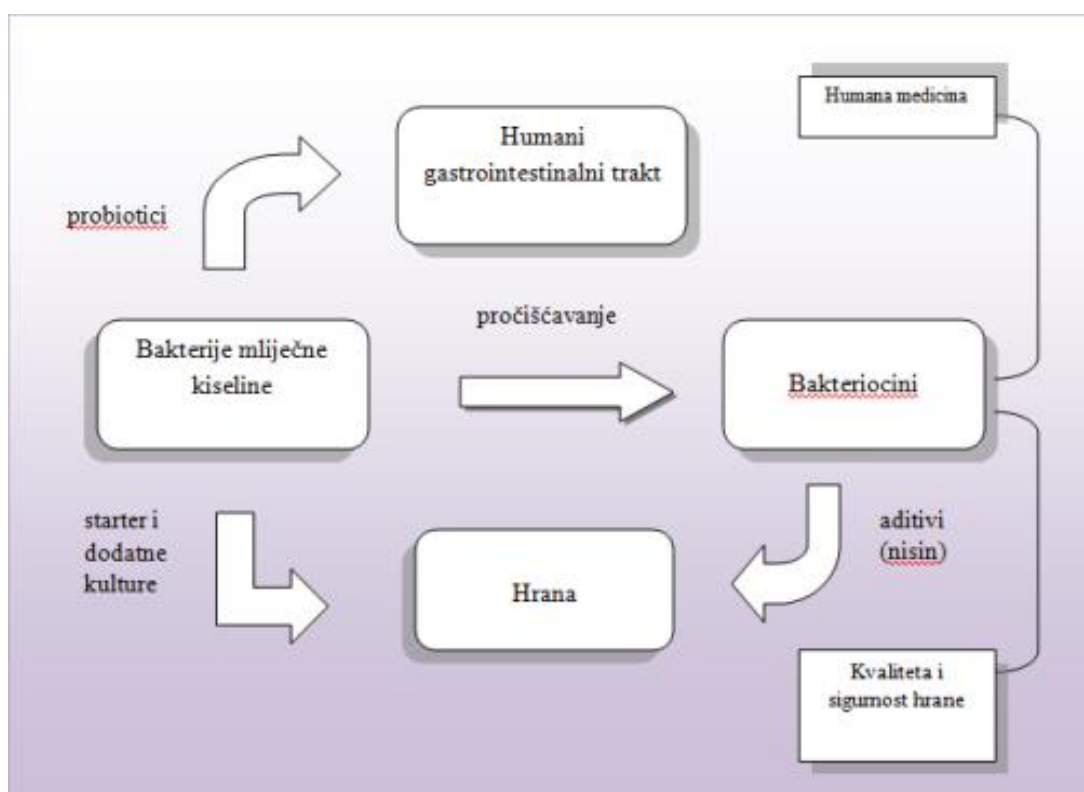 Humana medicina
Humani
gastrointestinalni trakt
probiotici
pročišćavanje
Bakterije mliječne
kiseline
Bakteriocini
starter i
dodatne
kulture
aditivi
(nisin)
Hrana
Kvaliteta i
sigurnost hrane